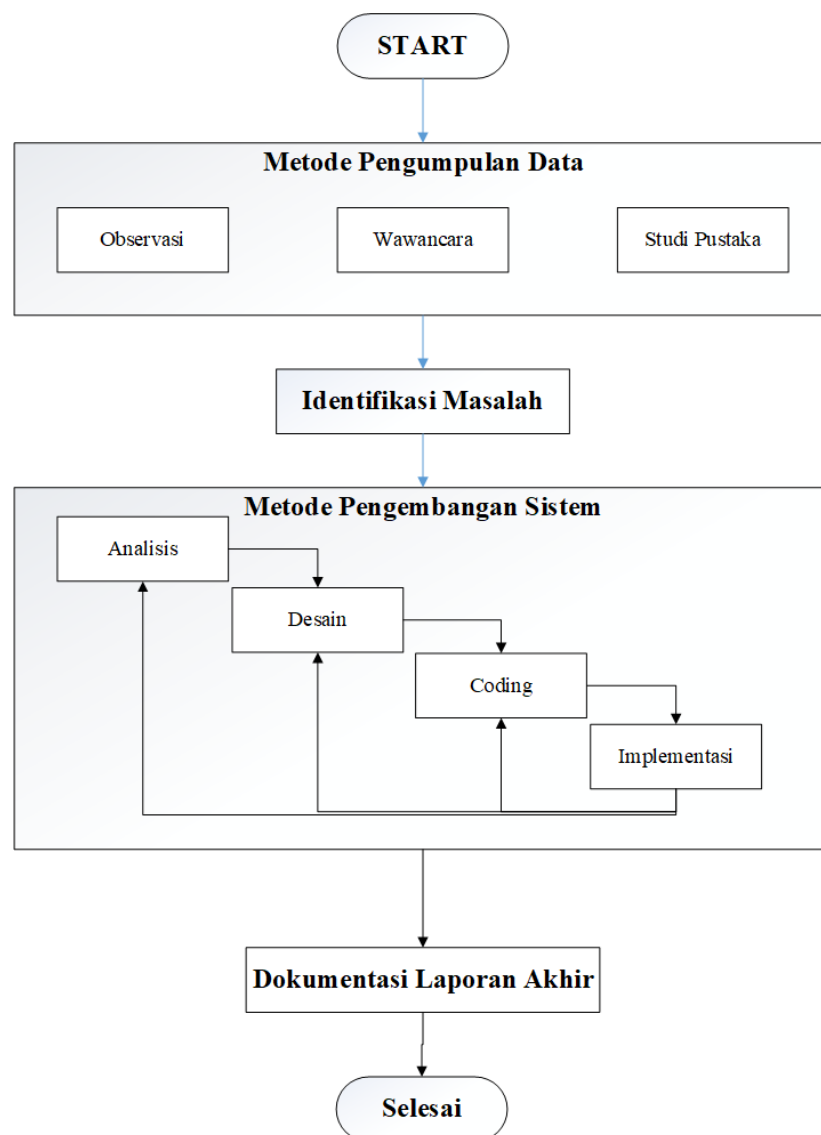 START
Metode Pengumpulan Data
Observasi
Wawancara
Studi Pustaka
Identifikasi Masalah
Metode Pengembangan Sistem
Analisis
Desain
Coding
Implementasi
Dokumentasi Laporan Akhir
Selesai